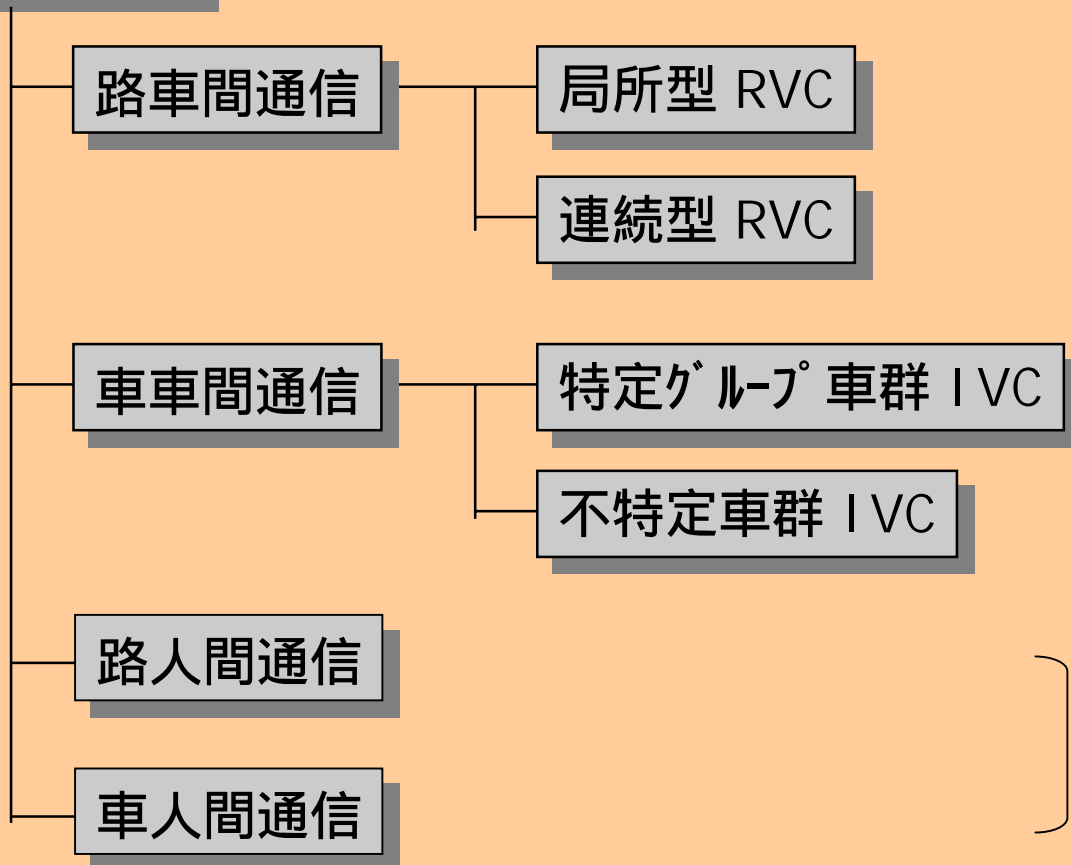 路車間通信
局所型 RVC
連続型 RVC
車車間通信
特定ｸﾞﾙｰﾌﾟ車群 IVC
不特定車群 IVC
路人間通信
車人間通信